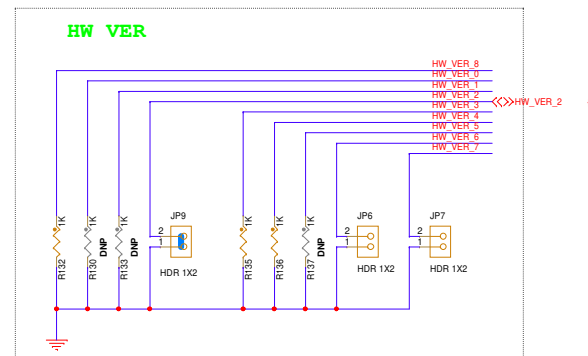 HW VER
HW_VER_8
HW_VER_0
HW_VER_1
HW_VER_2
HW_VER_2
HW_VER_3
HW_VER_4
HW_VER_5
HW_VER_6
HW_VER_7
1K
R132
1K
DNP
R130
1K
DNP
R133
JP9
2
1
HDR 1X2
1K
R135
1K
R136
1K
DNP
R137
JP6
2
1
HDR 1X2
JP7
2
1
HDR 1X2